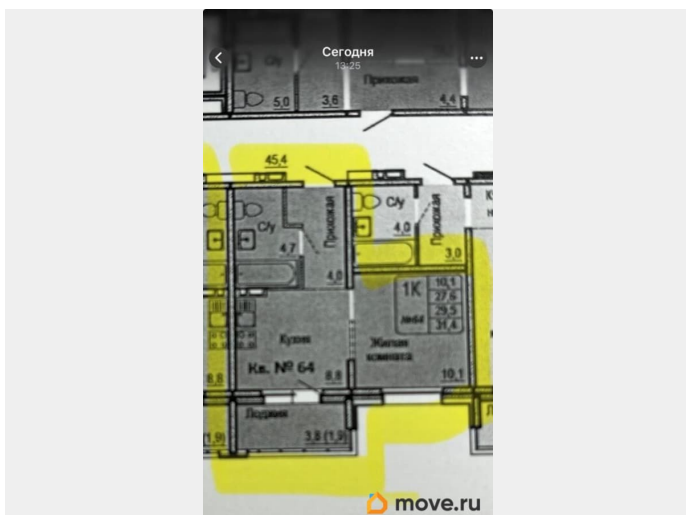 Сегодня
13:25
С/у
5,0
3,6
Прихожая
4,4
45,4
С/у
4,7
Прихожая
4,0
С/у
4,0
Прихожая
3,0
1К
10,1
27,6
29,5
31,4
№64
Кухня
Жилая
комната
Кв. № 64
8,8
8,8
10,1
Лоджия
3,8 (1,9)
(1,9)
move.ru